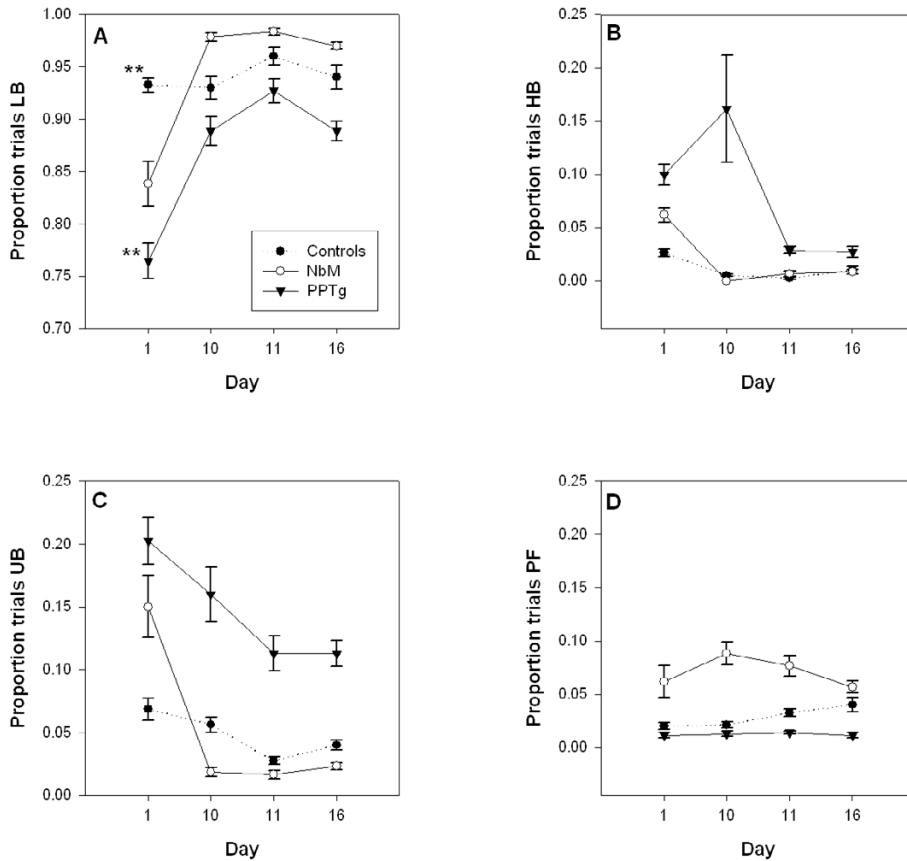 A
Proportion trials LB
1.00
0.95
0.90
0.85
0.80
0.75
0.70
**
**
Controls
NbM
PPTg
1 10 11 16
Day
B
Proportion trials HB
0.25
0.20
0.15
0.10
0.05
0.00
1 10 11 16
Day
C
Proportion trials UB
0.25
0.20
0.15
0.10
0.05
0.00
1 10 11 16
Day
D
Proportion trials PF
0.25
0.20
0.15
0.10
0.05
0.00
1 10 11 16
Day